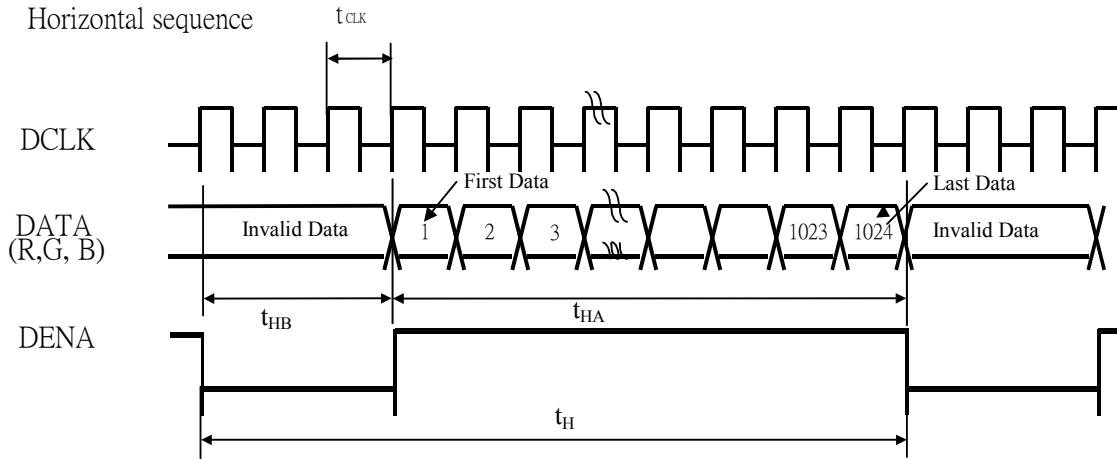 Horizontal sequence
tCLK
DCLK
First Data
Last Data
DATA
(R,G, B)
Invalid Data
1
2
3
1023
1024
Invalid Data
tHB
tHA
DENA
tH